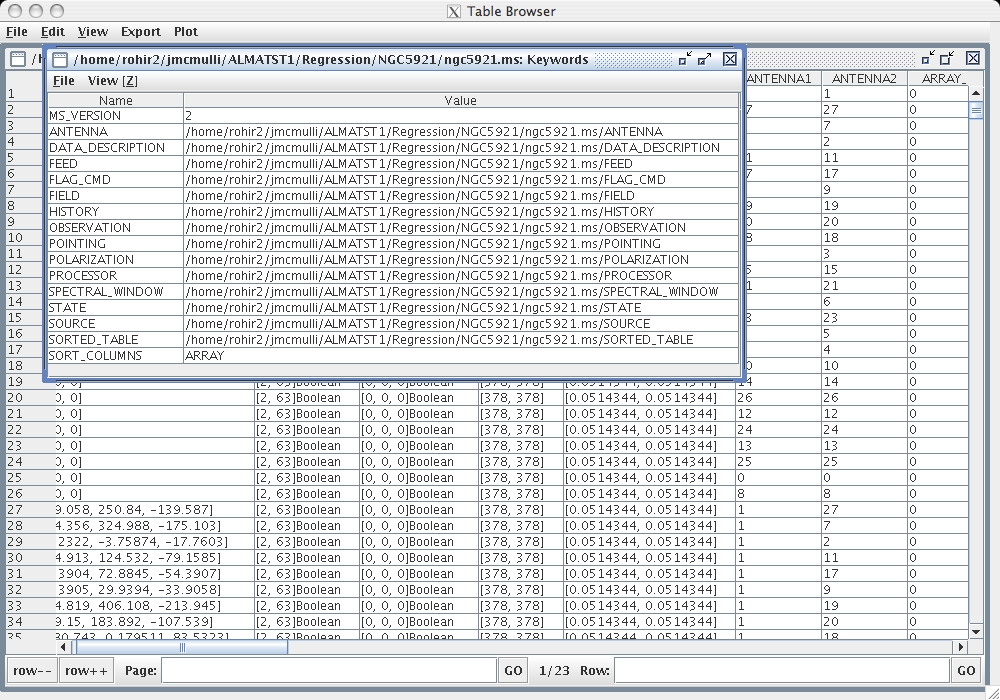 X Table Browser
File Edit View Export Plot
/home/rohir2/jmcmulli/ALMATST1/Regression/NGC5921/ngc5921.ms: Keywords
File View [Z]
Name Value
MS_VERSION 2
ANTENNA /home/rohir2/jmcmulli/ALMATST1/Regression/NGC5921/ngc5921.ms/ANTENNA
DATA_DESCRIPTION /home/rohir2/jmcmulli/ALMATST1/Regression/NGC5921/ngc5921.ms/DATA_DESCRIPTION
FEED /home/rohir2/jmcmulli/ALMATST1/Regression/NGC5921/ngc5921.ms/FEED
FLAG_CMD /home/rohir2/jmcmulli/ALMATST1/Regression/NGC5921/ngc5921.ms/FLAG_CMD
FIELD /home/rohir2/jmcmulli/ALMATST1/Regression/NGC5921/ngc5921.ms/FIELD
HISTORY /home/rohir2/jmcmulli/ALMATST1/Regression/NGC5921/ngc5921.ms/HISTORY
OBSERVATION /home/rohir2/jmcmulli/ALMATST1/Regression/NGC5921/ngc5921.ms/OBSERVATION
POINTING /home/rohir2/jmcmulli/ALMATST1/Regression/NGC5921/ngc5921.ms/POINTING
POLARIZATION /home/rohir2/jmcmulli/ALMATST1/Regression/NGC5921/ngc5921.ms/POLARIZATION
PROCESSOR /home/rohir2/jmcmulli/ALMATST1/Regression/NGC5921/ngc5921.ms/PROCESSOR
SPECTRAL_WINDOW /home/rohir2/jmcmulli/ALMATST1/Regression/NGC5921/ngc5921.ms/SPECTRAL_WINDOW
STATE /home/rohir2/jmcmulli/ALMATST1/Regression/NGC5921/ngc5921.ms/STATE
SOURCE /home/rohir2/jmcmulli/ALMATST1/Regression/NGC5921/ngc5921.ms/SOURCE
SORTED_TABLE /home/rohir2/jmcmulli/ALMATST1/Regression/NGC5921/ngc5921.ms/SORTED_TABLE
SORT_COLUMNS ARRAY
ANTENNA1 ANTENNA2 ARRAY_
1 1 0
2 7 27 0
3 7 0
4 2 0
5 1 11 0
6 7 17 0
7 9 0
8 9 19 0
9 0 20 0
10 8 18 0
11 3 0
12 5 15 0
13 1 21 0
14 6 0
15 3 23 0
16 5 0
17 4 0
18 0 10 0
19 0, 0] [2, 63]Boolean [0, 0, 0]Boolean [378, 378] [0.0514344, 0.0514344] 14 14 0
20 0, 0] [2, 63]Boolean [0, 0, 0]Boolean [378, 378] [0.0514344, 0.0514344] 26 26 0
21 0, 0] [2, 63]Boolean [0, 0, 0]Boolean [378, 378] [0.0514344, 0.0514344] 12 12 0
22 0, 0] [2, 63]Boolean [0, 0, 0]Boolean [378, 378] [0.0514344, 0.0514344] 24 24 0
23 0, 0] [2, 63]Boolean [0, 0, 0]Boolean [378, 378] [0.0514344, 0.0514344] 13 13 0
24 0, 0] [2, 63]Boolean [0, 0, 0]Boolean [378, 378] [0.0514344, 0.0514344] 25 25 0
25 0, 0] [2, 63]Boolean [0, 0, 0]Boolean [378, 378] [0.0514344, 0.0514344] 0 0 0
26 0, 0] [2, 63]Boolean [0, 0, 0]Boolean [378, 378] [0.0514344, 0.0514344] 8 8 0
27 9.058, 250.84, -139.587] [2, 63]Boolean [0, 0, 0]Boolean [378, 378] [0.0514344, 0.0514344] 1 27 0
28 4.356, 324.988, -175.103] [2, 63]Boolean [0, 0, 0]Boolean [378, 378] [0.0514344, 0.0514344] 1 7 0
29 2322, -3.75874, -17.7603] [2, 63]Boolean [0, 0, 0]Boolean [378, 378] [0.0514344, 0.0514344] 1 2 0
30 4.913, 124.532, -79.1585] [2, 63]Boolean [0, 0, 0]Boolean [378, 378] [0.0514344, 0.0514344] 1 11 0
31 3904, 72.8845, -54.3907] [2, 63]Boolean [0, 0, 0]Boolean [378, 378] [0.0514344, 0.0514344] 1 17 0
32 3905, 29.9394, -33.9058] [2, 63]Boolean [0, 0, 0]Boolean [378, 378] [0.0514344, 0.0514344] 1 9 0
33 4.819, 406.108, -213.945] [2, 63]Boolean [0, 0, 0]Boolean [378, 378] [0.0514344, 0.0514344] 1 19 0
34 9.15, 183.892, -107.539] [2, 63]Boolean [0, 0, 0]Boolean [378, 378] [0.0514344, 0.0514344] 1 20 0
35 30.743, 0.179511, 83.5323] [2, 63]Boolean [0, 0, 0]Boolean [378, 378] [0.0514344, 0.0514344] 1 18 0
row-- row++ Page: GO 1/23 Row: GO